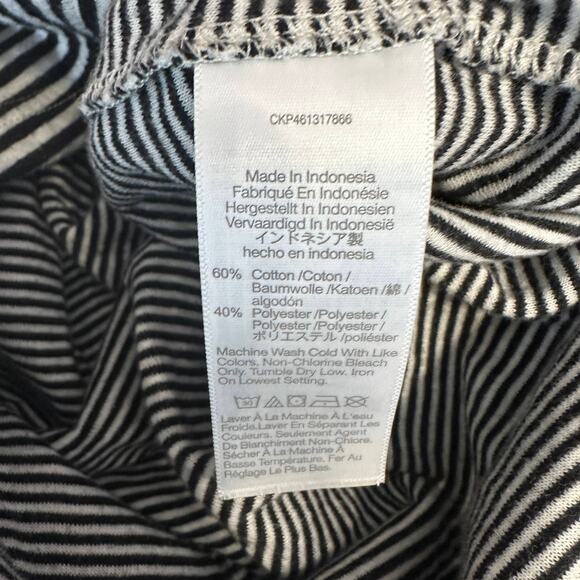 CKP461317866
Made In Indonesia
Fabriqué En Indonésie
Hergestellt In Indonesien
Vervaardigd In Indonesië
インドネシア製
hecho en indonesia
60% Cotton /Coton /
Baumwolle /Katoen /綿 /
algodón
40% Polyester /Polyester /
Polyester /Polyester /
ポリエステル /poliéster
Machine Wash Cold With Like
Colors. Non-Chlorine Bleach
Only. Tumble Dry Low. Iron
On Lowest Setting.
30
Laver À La Machine À L'eau
Froide.Laver En Séparant Les
Couleurs. Seulement Agent
De Blanchiment Non-Chlore.
Sécher À La Machine À
Basse Température. Fer Au
Réglage Le Plus Bas.